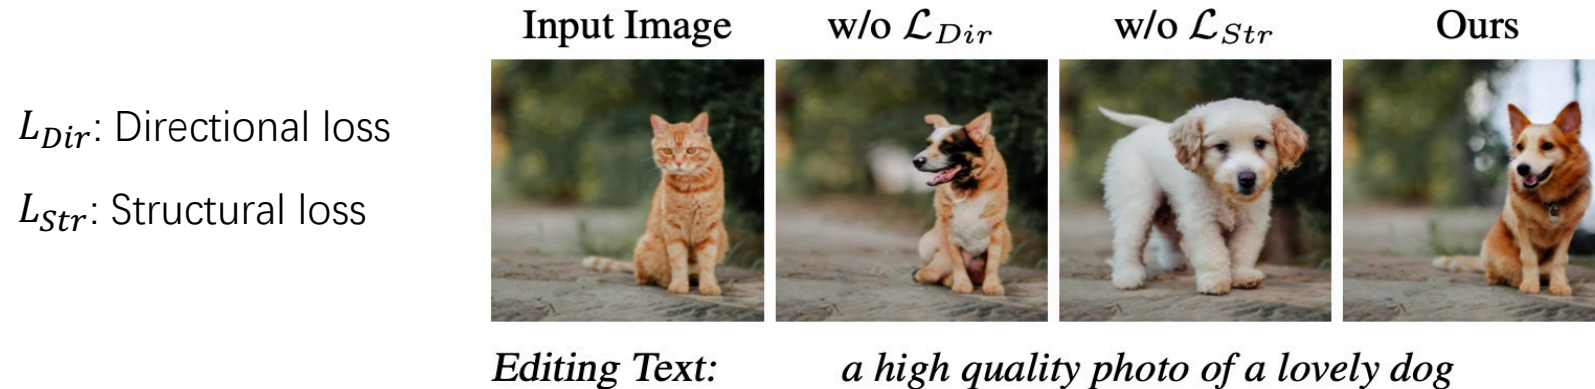 Input Image w/o L_Dir w/o L_Str Ours
L_Dir: Directional loss
L_Str: Structural loss
Editing Text: a high quality photo of a lovely dog